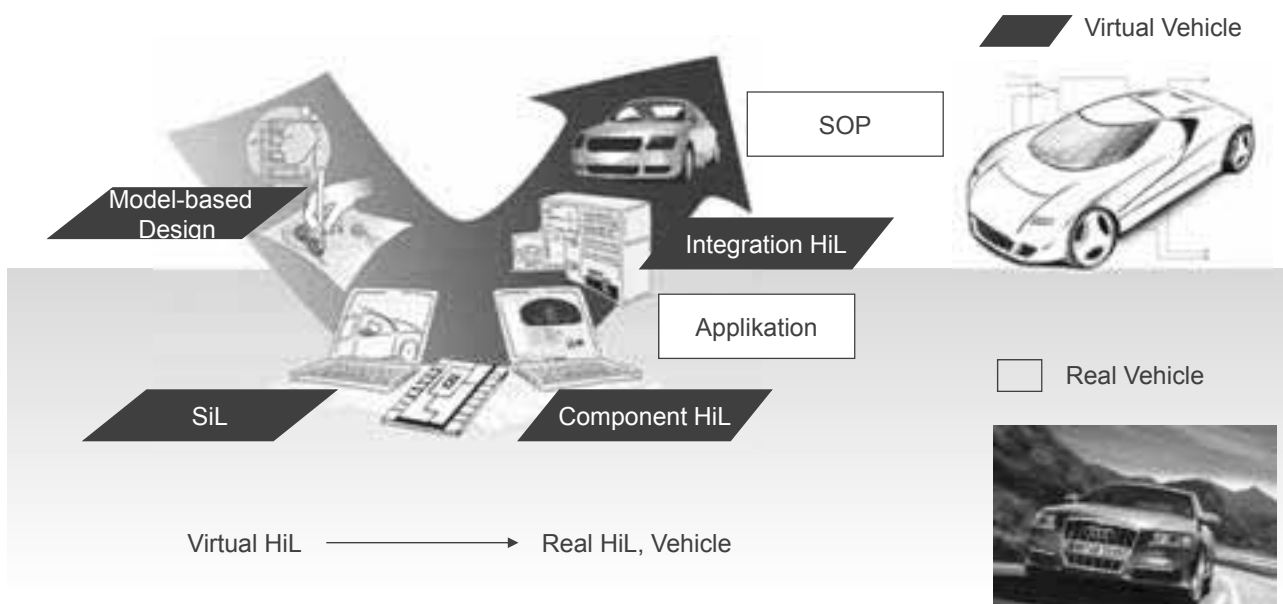 Virtual Vehicle
SOP
Model-based
Design
Integration HiL
Applikation
Real Vehicle
SiL
Component HiL
Virtual HiL
Real HiL, Vehicle